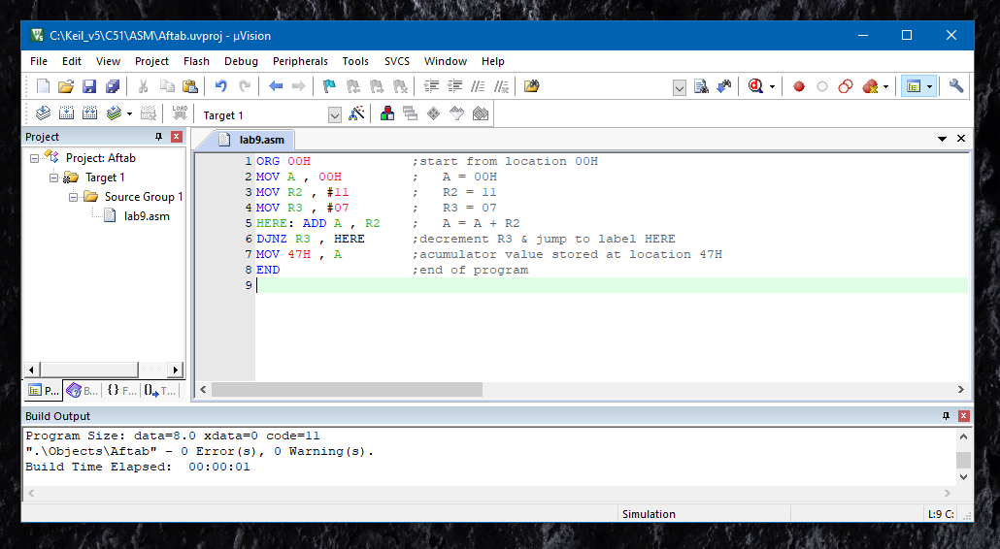 C:\Keil_v5\C51\ASM\Aftab.uvproj - µVision
File Edit View Project Flash Debug Peripherals Tools SVCS Window Help
LOAD
Target 1
Project
Project: Aftab
Target 1
Source Group 1
lab9.asm
P...
B...
{} F...
T...
lab9.asm
1 ORG 00H ;start from location 00H
2 MOV A , 00H ; A = 00H
3 MOV R2 , #11 ; R2 = 11
4 MOV R3 , #07 ; R3 = 07
5 HERE: ADD A , R2 ; A = A + R2
6 DJNZ R3 , HERE ;decrement R3 & jump to label HERE
7 MOV 47H , A ;acumulator value stored at location 47H
8 END ;end of program
9
Build Output
Program Size: data=8.0 xdata=0 code=11
".\Objects\Aftab" - 0 Error(s), 0 Warning(s).
Build Time Elapsed: 00:00:01
Simulation
L:9 C: